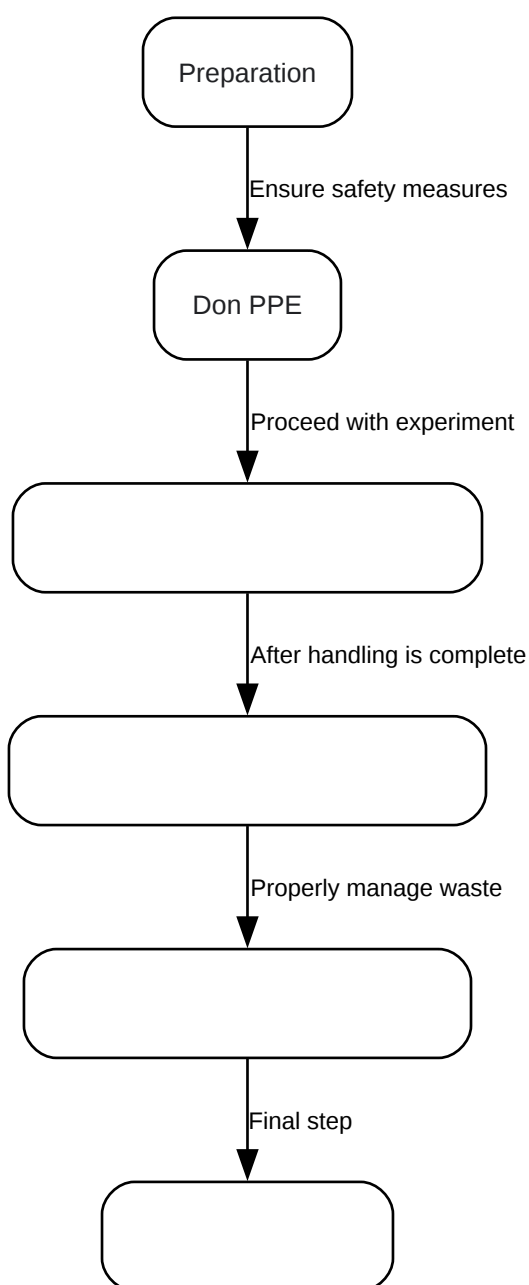 Preparation
Ensure safety measures
Don PPE
Proceed with experiment
After handling is complete
Properly manage waste
Final step